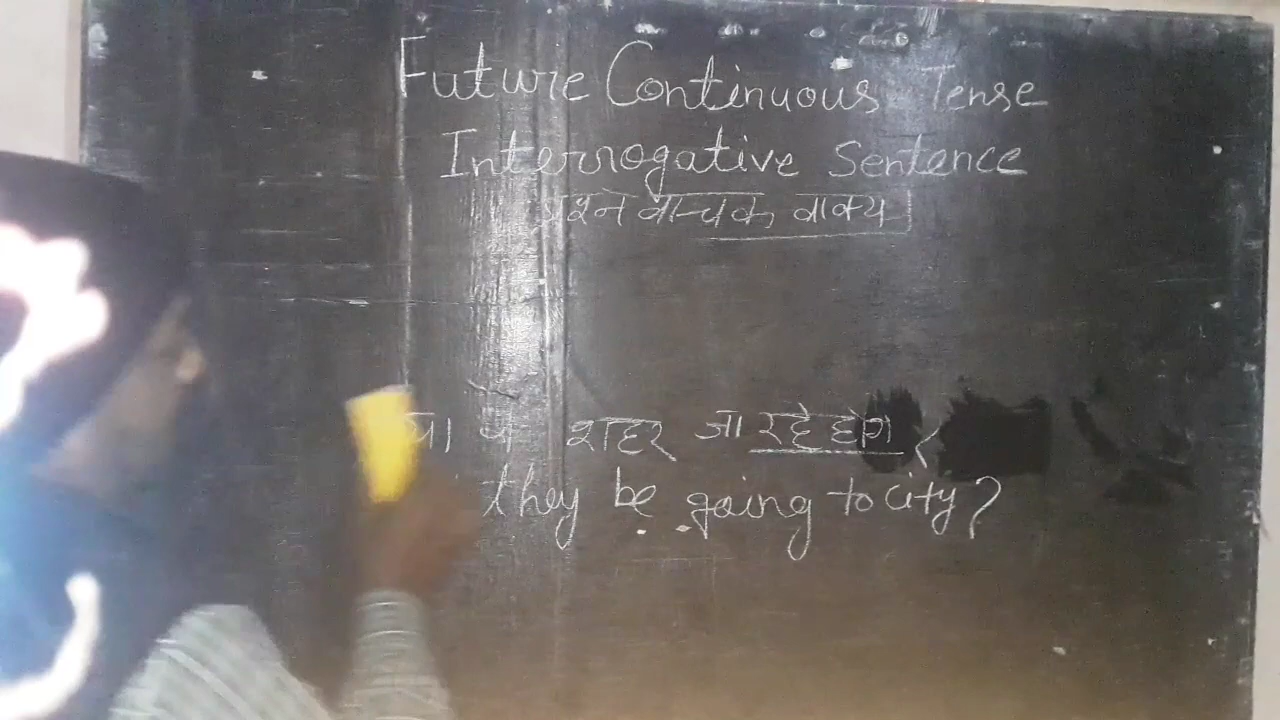 Future Continuous Tense
Interrogative Sentence
प्रश्न वाचक वाक्य
शहर जा रहे होंगे ?
they be going to city?